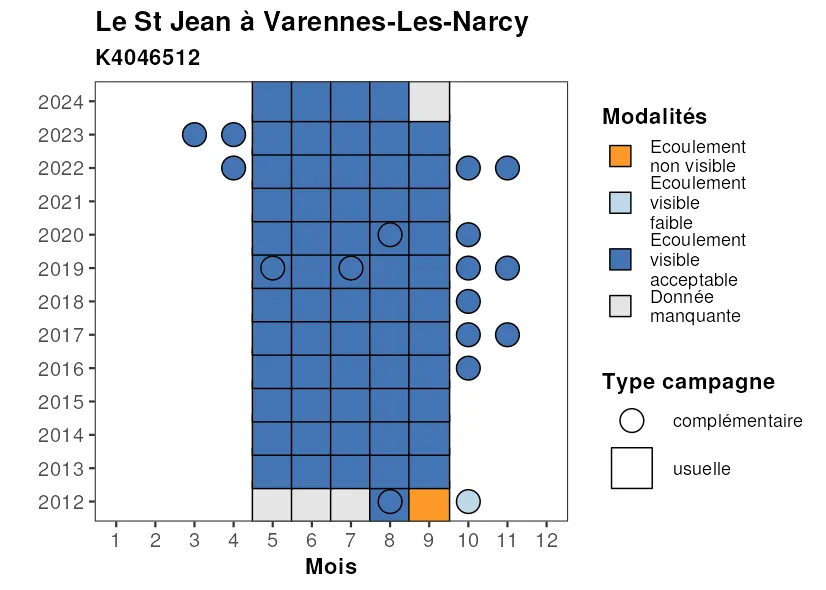 Le St Jean à Varennes-Les-Narcy
K4046512
2024
2023
2022
2021
2020
2019
2018
2017
2016
2015
2014
2013
2012
1 2 3 4 5 6 7 8 9 10 11 12
Mois
Modalités
Ecoulement
non visible
Ecoulement
visible
faible
Ecoulement
visible
acceptable
Donnée
manquante
Type campagne
complémentaire
usuelle